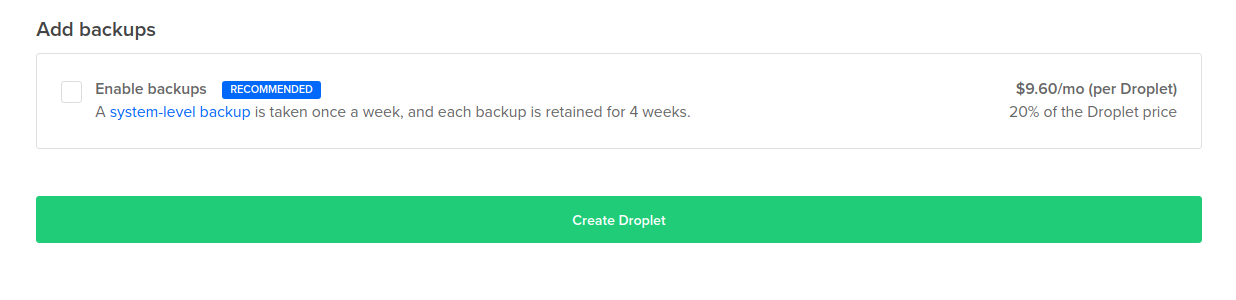 Add backups
Enable backups RECOMMENDED $9.60/mo (per Droplet)
A system-level backup is taken once a week, and each backup is retained for 4 weeks. 20% of the Droplet price
Create Droplet